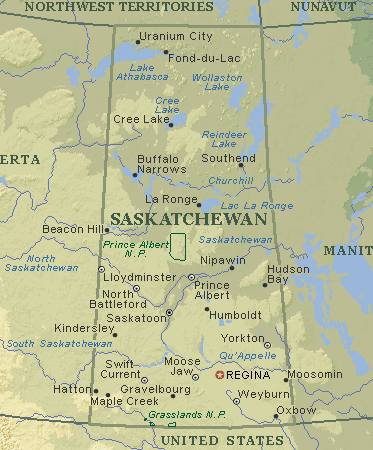 NORTHWEST TERRITORIES
NUNAVUT
Uranium City
Fond-du-Lac
Lake
Athabasca
Wollaston
Lake
Cree
Lake
Cree Lake
Reindeer
Lake
ERTA
Buffalo
Narrows
Southend
Churchill
La Ronge
Lac La Ronge
SASKATCHEWAN
Beacon Hill
Prince Albert
N.P.
Saskatchewan
MANIT
North
Saskatchewan
Nipawin
Lloydminster
Hudson
Bay
Prince
Albert
North
Battleford
Saskatoon
Humboldt
Kindersley
Yorkton
South Saskatchewan
Qu'Appelle
Swift
Current
Moose
Jaw
REGINA
Moosomin
Hatton
Maple Creek
Gravelbourg
Weyburn
Grasslands N.P.
Oxbow
UNITED STATES